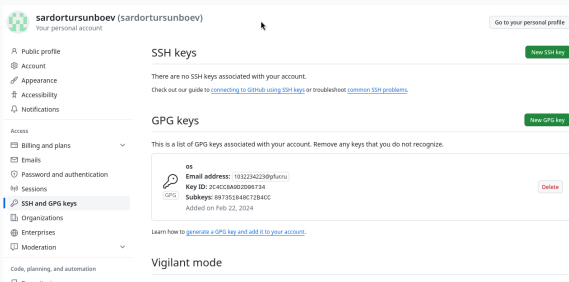 sardortursunboev (sardortursunboev)
Your personal account
Go to your personal profile
Public profile
Account
Appearance
Accessibility
Notifications
Access
Billing and plans
Emails
Password and authentication
Sessions
SSH and GPG keys
Organizations
Enterprises
Moderation
Code, planning, and automation
SSH keys
New SSH key
There are no SSH keys associated with your account.
Check out our guide to connecting to GitHub using SSH keys or troubleshoot common SSH problems.
GPG keys
New GPG key
This is a list of GPG keys associated with your account. Remove any keys that you do not recognize.
os
Email address: 1032234223@pfucru
Key ID: 2C4CC8A9D2D96734
Subkeys: 897351848C72B4CC
Added on Feb 22, 2024
GPG
Delete
Learn how to generate a GPG key and add it to your account.
Vigilant mode